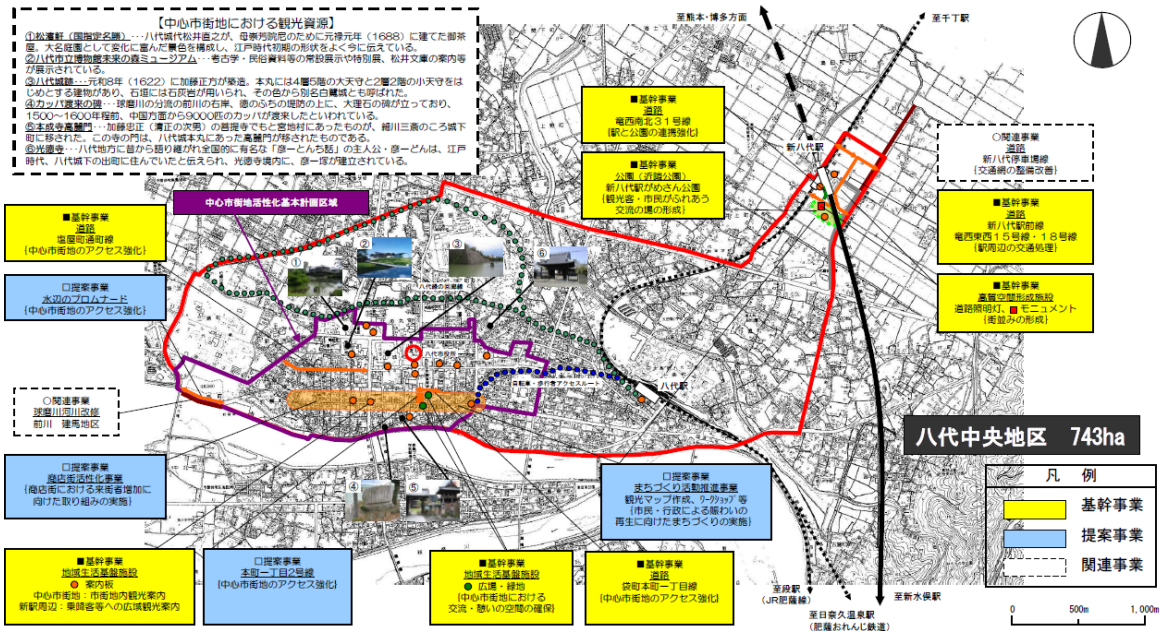 【中心市街地における観光資源】
①松濱軒(国指定名勝)・・・八代城代松井直之が、母崇芳院尼のために元禄元年(1688)に建てた御茶
屋。大名庭園として変化に富んだ景色を構成し、江戸時代初期の形状をよく今に伝えている。
②八代市立博物館未来の森ミュージアム・・・考古学・民俗資料等の常設展示や特別展、松井文庫の案内等
が展示されている。
③八代城跡・・・元和8年(1622)に加藤正方が築造。本丸には4層5階の大天守と2層2階の小天守をは
じめとする建物があり、石垣には石灰岩が用いられ、その色から別名白鷺城とも呼ばれた。
④カッパ渡来の碑・・・球磨川の分流の前川の右岸、徳のふちの堤防の上に、大理石の碑が立っており、
1500~1600年程前、中国方面から9000匹のカッパが渡来したといわれている。
⑤本成寺高麗門・・・加藤忠正(清正の次男)の菩提寺でもと宮地村にあったものが、細川三斎のころ城下
町に移された。この寺の門は、八代城本丸にあった高麗門が移されたものである。
⑥光徳寺・・・八代地方に昔から語り継がれ全国的に有名な「彦一とんち話」の主人公・彦一どんは、江戸
時代、八代城下の出町に住んでいたと伝えられ、光徳寺境内に、彦一塚が建立されている。
至熊本・博多方面
至千丁駅
■基幹事業
道路
竜西南北31号線
{駅と公園の連携強化}
■基幹事業
公園(近隣公園)
新八代駅がめさん公園
{観光客・市民がふれあう
交流の場の形成}
新八代駅
○関連事業
道路
新八代停車場線
{交通網の整備改善}
■基幹事業
道路
新八代駅前線
竜西東西15号線・18号線
{駅周辺の交通処理}
■基幹事業
高質空間形成施設
道路照明灯、■モニュメント
{街並みの形成}
中心市街地活性化基本計画区域
■基幹事業
道路
塩屋町通町線
{中心市街地のアクセス強化}
□提案事業
水辺のプロムナード
{中心市街地のアクセス強化}
①
②
③
⑥
八代緑の回廊線
八代市役所
自転車・歩行者アクセスルート
八代駅
○関連事業
球磨川河川改修
前川 建馬地区
□提案事業
商店街活性化事業
{商店街における来街者増加に
向けた取り組みの実施}
④
⑤
□提案事業
まちづくり活動推進事業
観光マップ作成、ワークショップ等
{市民・行政による賑わいの
再生に向けたまちづくりの実施}
■基幹事業
地域生活基盤施設
● 案内板
中心市街地:市街地内観光案内
新駅周辺:乗降客等への広域観光案内
□提案事業
本町一丁目2号線
{中心市街地のアクセス強化}
■基幹事業
地域生活基盤施設
● 広場・緑地
{中心市街地における
交流・憩いの空間の確保}
■基幹事業
道路
袋町本町一丁目線
{中心市街地のアクセス強化}
八代中央地区 743ha
凡 例
基幹事業
提案事業
関連事業
至段駅
(JR肥薩線)
至日奈久温泉駅
(肥薩おれんじ鉄道)
至新水俣駅
0 500m 1,000m